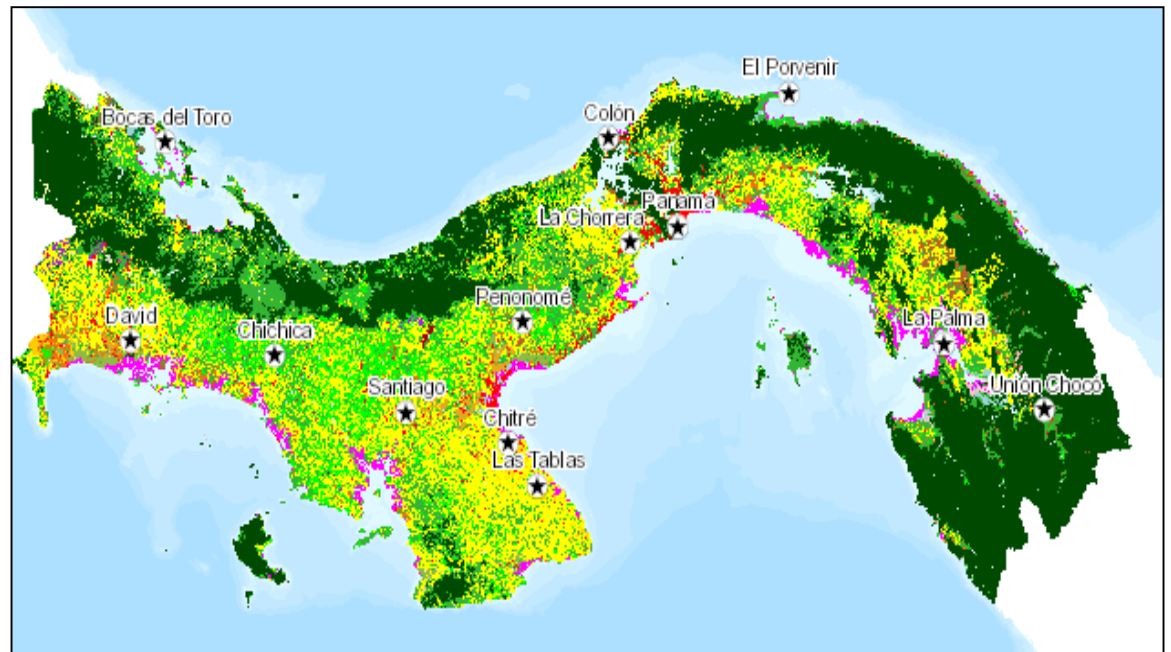 El Porvenir
Bocas del Toro
Colón
Panamá
La Chorrera
Penonomé
David
La Palma
Chichica
Santiago
Unión Choco
Chitré
Las Tablas